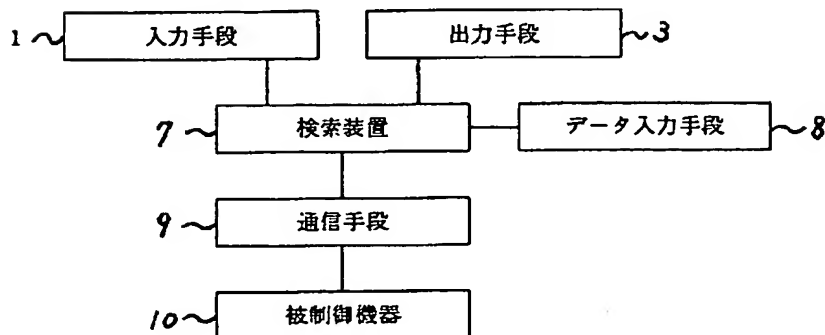 1 入力手段
出力手段 3
7 検索装置
データ入力手段 8
9 通信手段
10 被制御機器